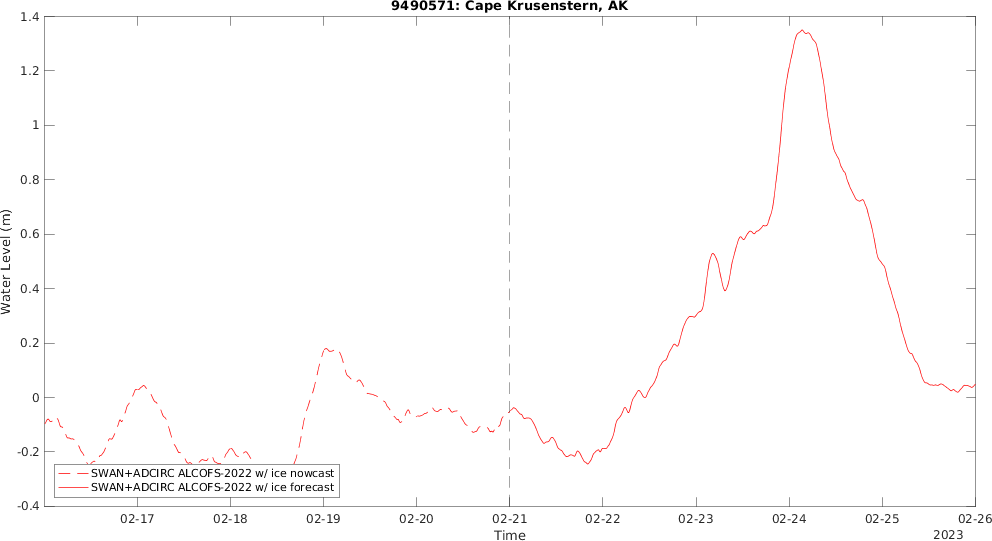 9490571: Cape Krusenstern, AK
1.4
1.2
1
0.8
0.6
0.4
0.2
0
-0.2
-0.4
Water Level (m)
SWAN+ADCIRC ALCOFS-2022 w/ ice nowcast
SWAN+ADCIRC ALCOFS-2022 w/ ice forecast
02-17 02-18 02-19 02-20 02-21 02-22 02-23 02-24 02-25 02-26
Time
2023